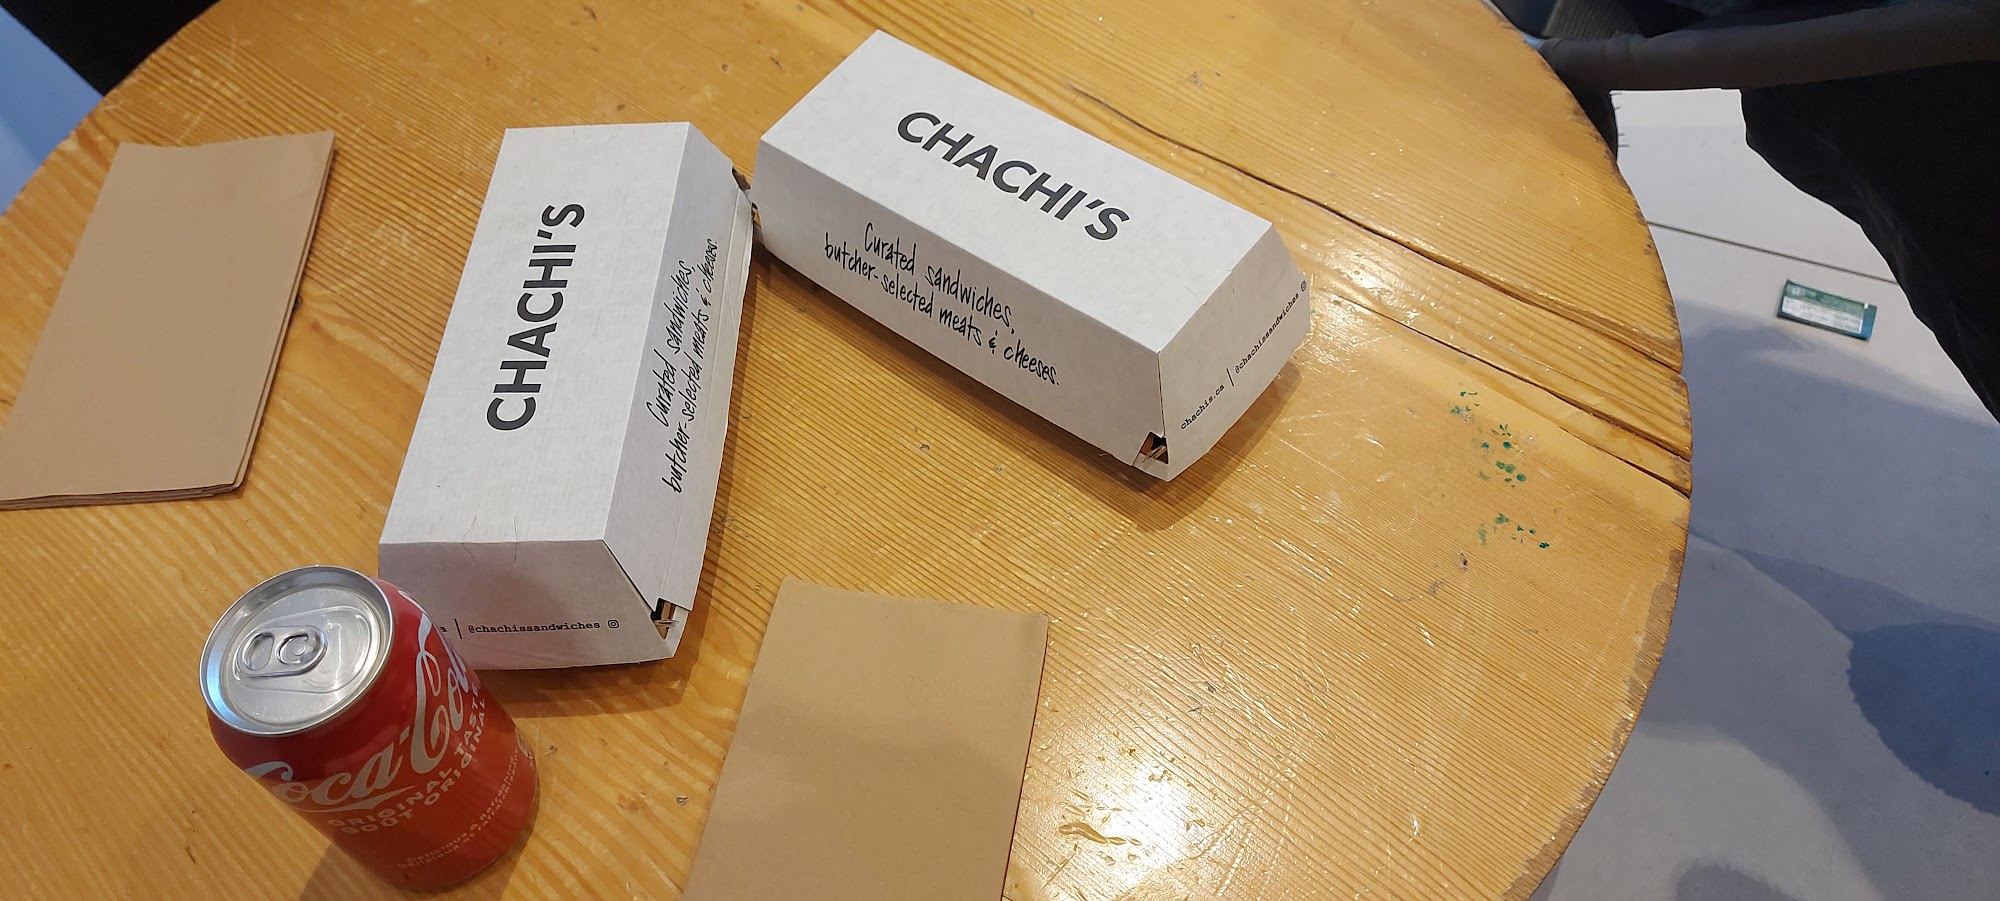 CHACHI'S
Curated sandwiches,
butcher-selected meats & cheeses.
@chachissandwiches
CHACHI'S
Curated sandwiches,
butcher-selected meats & cheeses.
chachis.ca | @chachissandwiches
Coca-Cola
ORIGINAL TASTE
GOÛT ORIGINAL